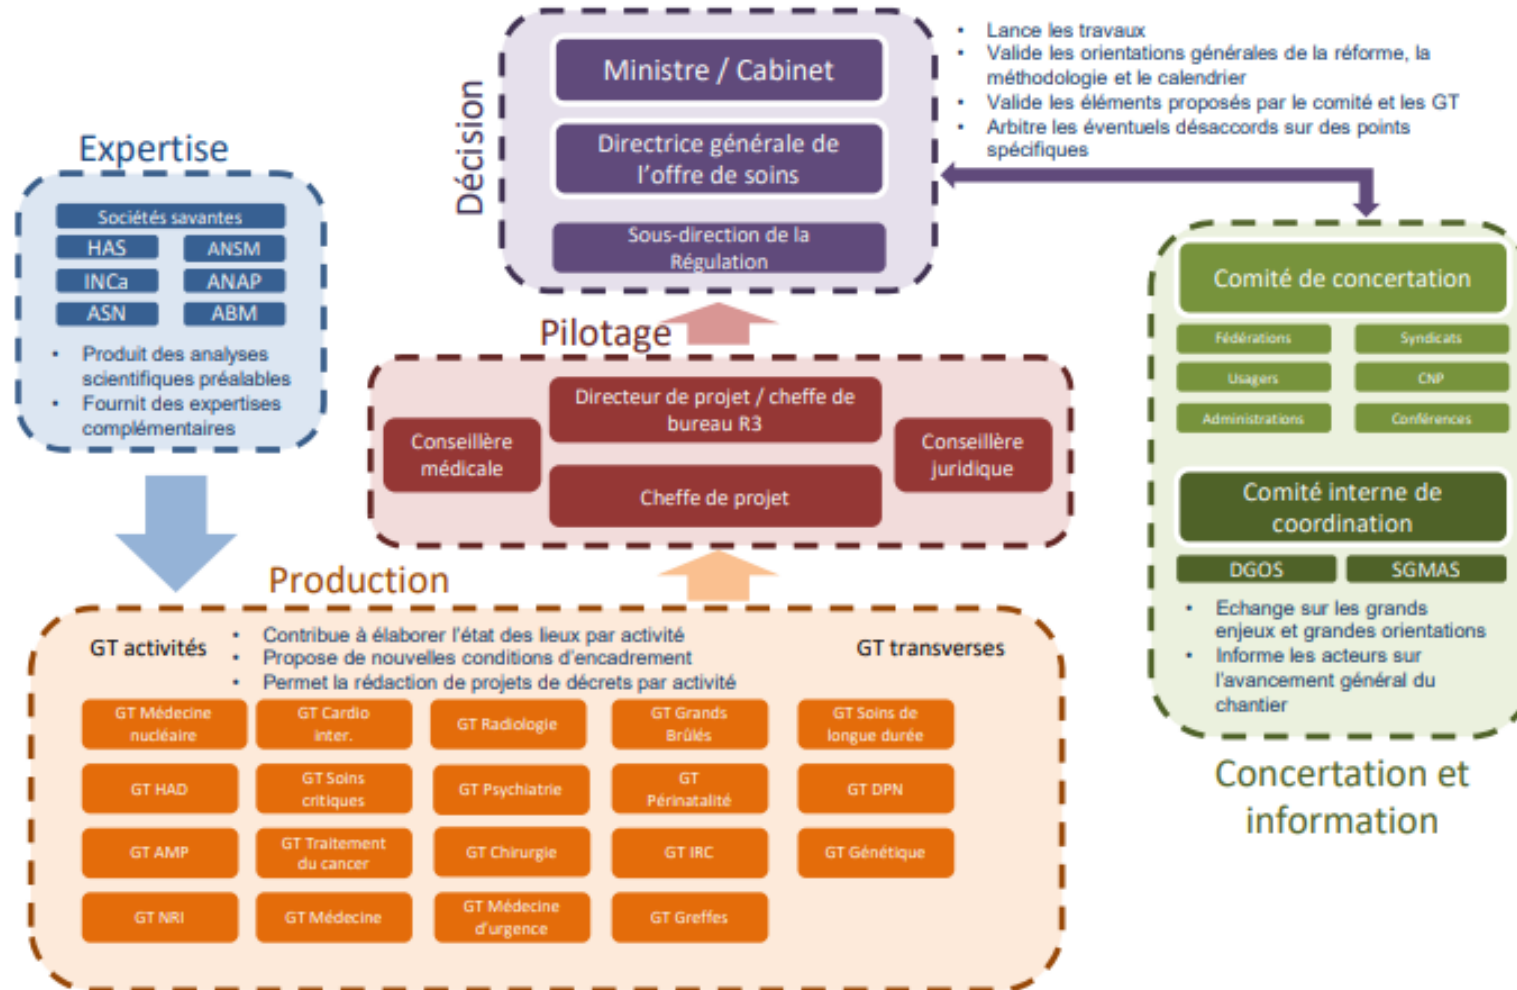 Décision
Ministre / Cabinet
Directrice générale de
l'offre de soins
Sous-direction de la
Régulation
• Lance les travaux
• Valide les orientations générales de la réforme, la
méthodologie et le calendrier
• Valide les éléments proposés par le comité et les GT
• Arbitre les éventuels désaccords sur des points
spécifiques
Expertise
Sociétés savantes
HAS
ANSM
INCa
ANAP
ASN
ABM
• Produit des analyses
scientifiques préalables
• Fournit des expertises
complémentaires
Pilotage
Conseillère
médicale
Directeur de projet / cheffe de
bureau R3
Cheffe de projet
Conseillère
juridique
Comité de concertation
Fédérations
Syndicats
Usagers
CNP
Administrations
Conférences
Comité interne de
coordination
DGOS
SGMAS
• Echange sur les grands
enjeux et grandes orientations
• Informe les acteurs sur
l'avancement général du
chantier
Concertation et
information
Production
GT activités
• Contribue à élaborer l'état des lieux par activité
• Propose de nouvelles conditions d'encadrement
• Permet la rédaction de projets de décrets par activité
GT transverses
GT Médecine
nucléaire
GT Cardio
inter.
GT Radiologie
GT Grands
Brûlés
GT Soins de
longue durée
GT HAD
GT Soins
critiques
GT Psychiatrie
GT
Périnatalité
GT DPN
GT AMP
GT Traitement
du cancer
GT Chirurgie
GT IRC
GT Génétique
GT NRI
GT Médecine
GT Médecine
d'urgence
GT Greffes